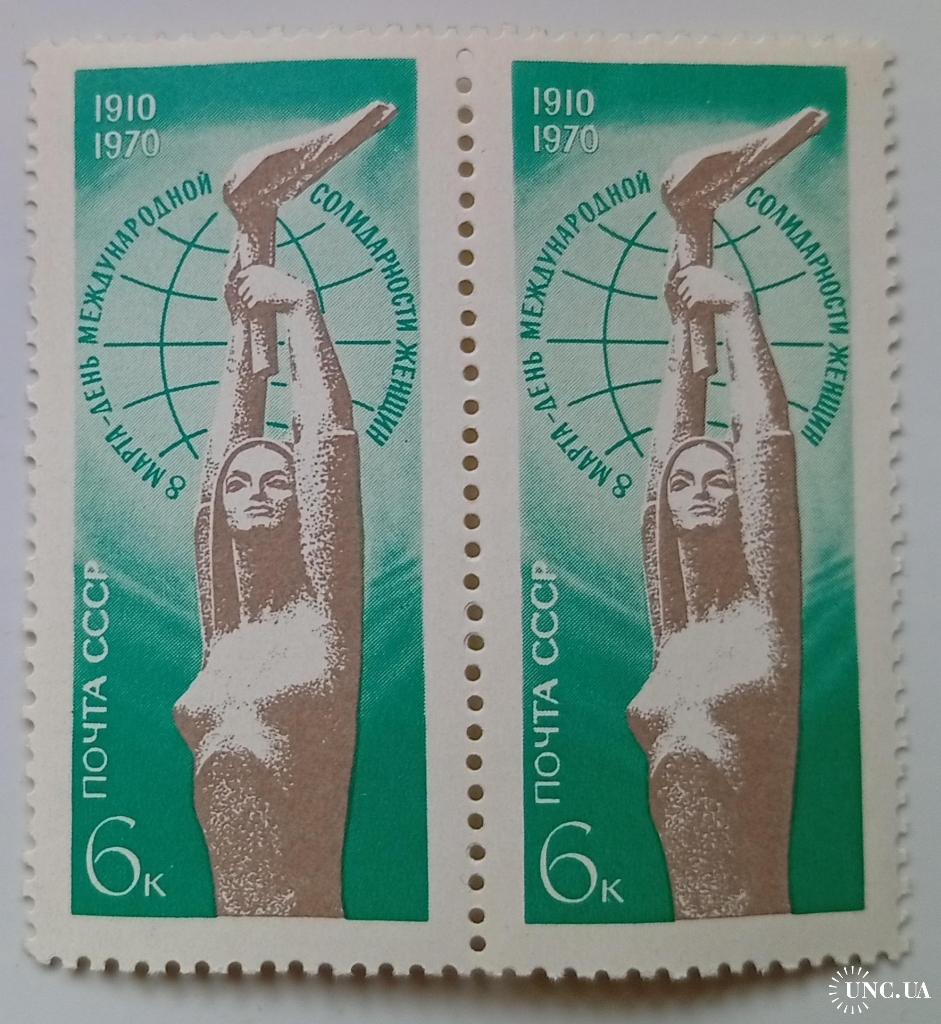 1910
1970
8 МАРТА-ДЕНЬ МЕЖДУНАРОДНОЙ СОЛИДАРНОСТИ ЖЕНЩИН
ПОЧТА СССР
6к
1910
1970
8 МАРТА-ДЕНЬ МЕЖДУНАРОДНОЙ СОЛИДАРНОСТИ ЖЕНЩИН
ПОЧТА СССР
6к
UNC.UA